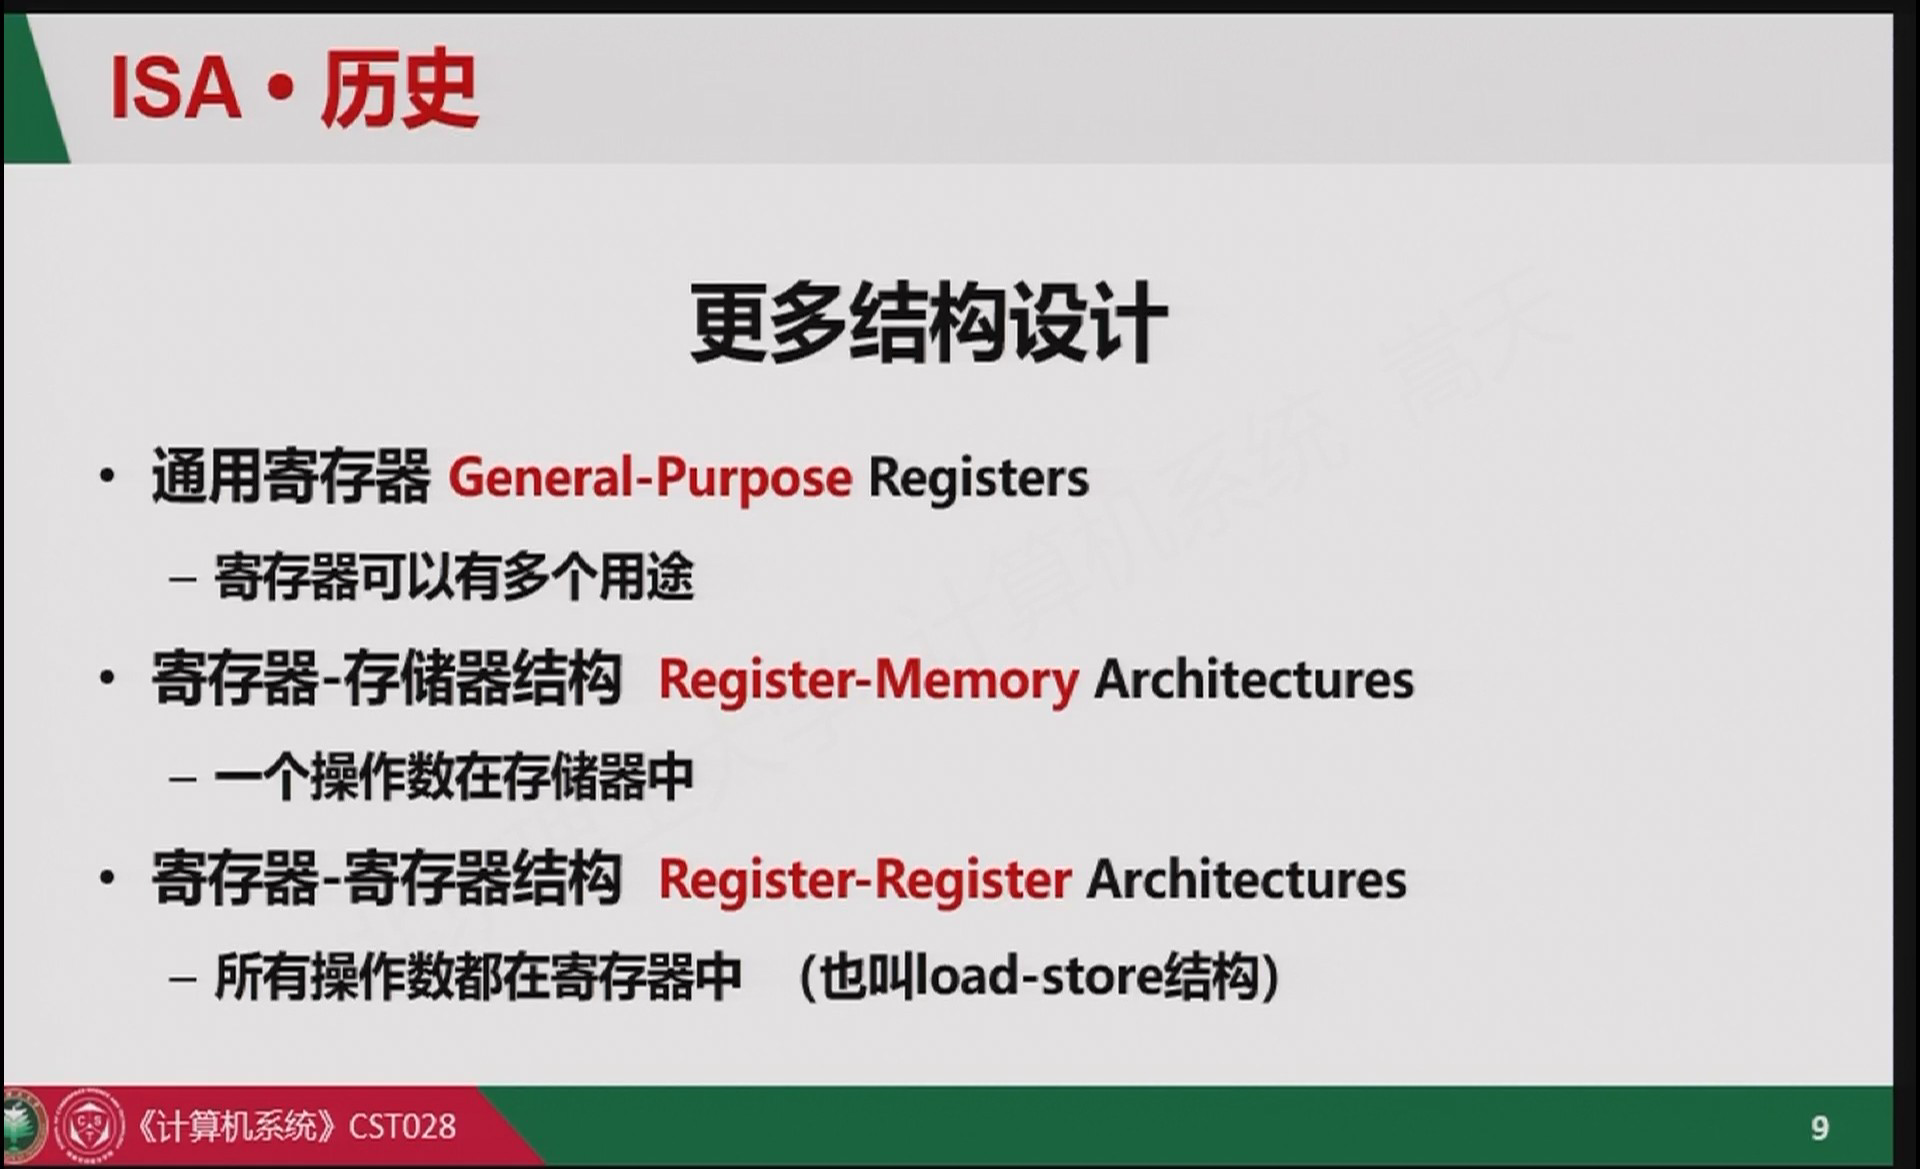 ISA • 历史
更多结构设计
• 通用寄存器 General-Purpose Registers
– 寄存器可以有多个用途
• 寄存器-存储器结构 Register-Memory Architectures
– 一个操作数在存储器中
• 寄存器-寄存器结构 Register-Register Architectures
– 所有操作数都在寄存器中 （也叫load-store结构）
《计算机系统》CST028
9